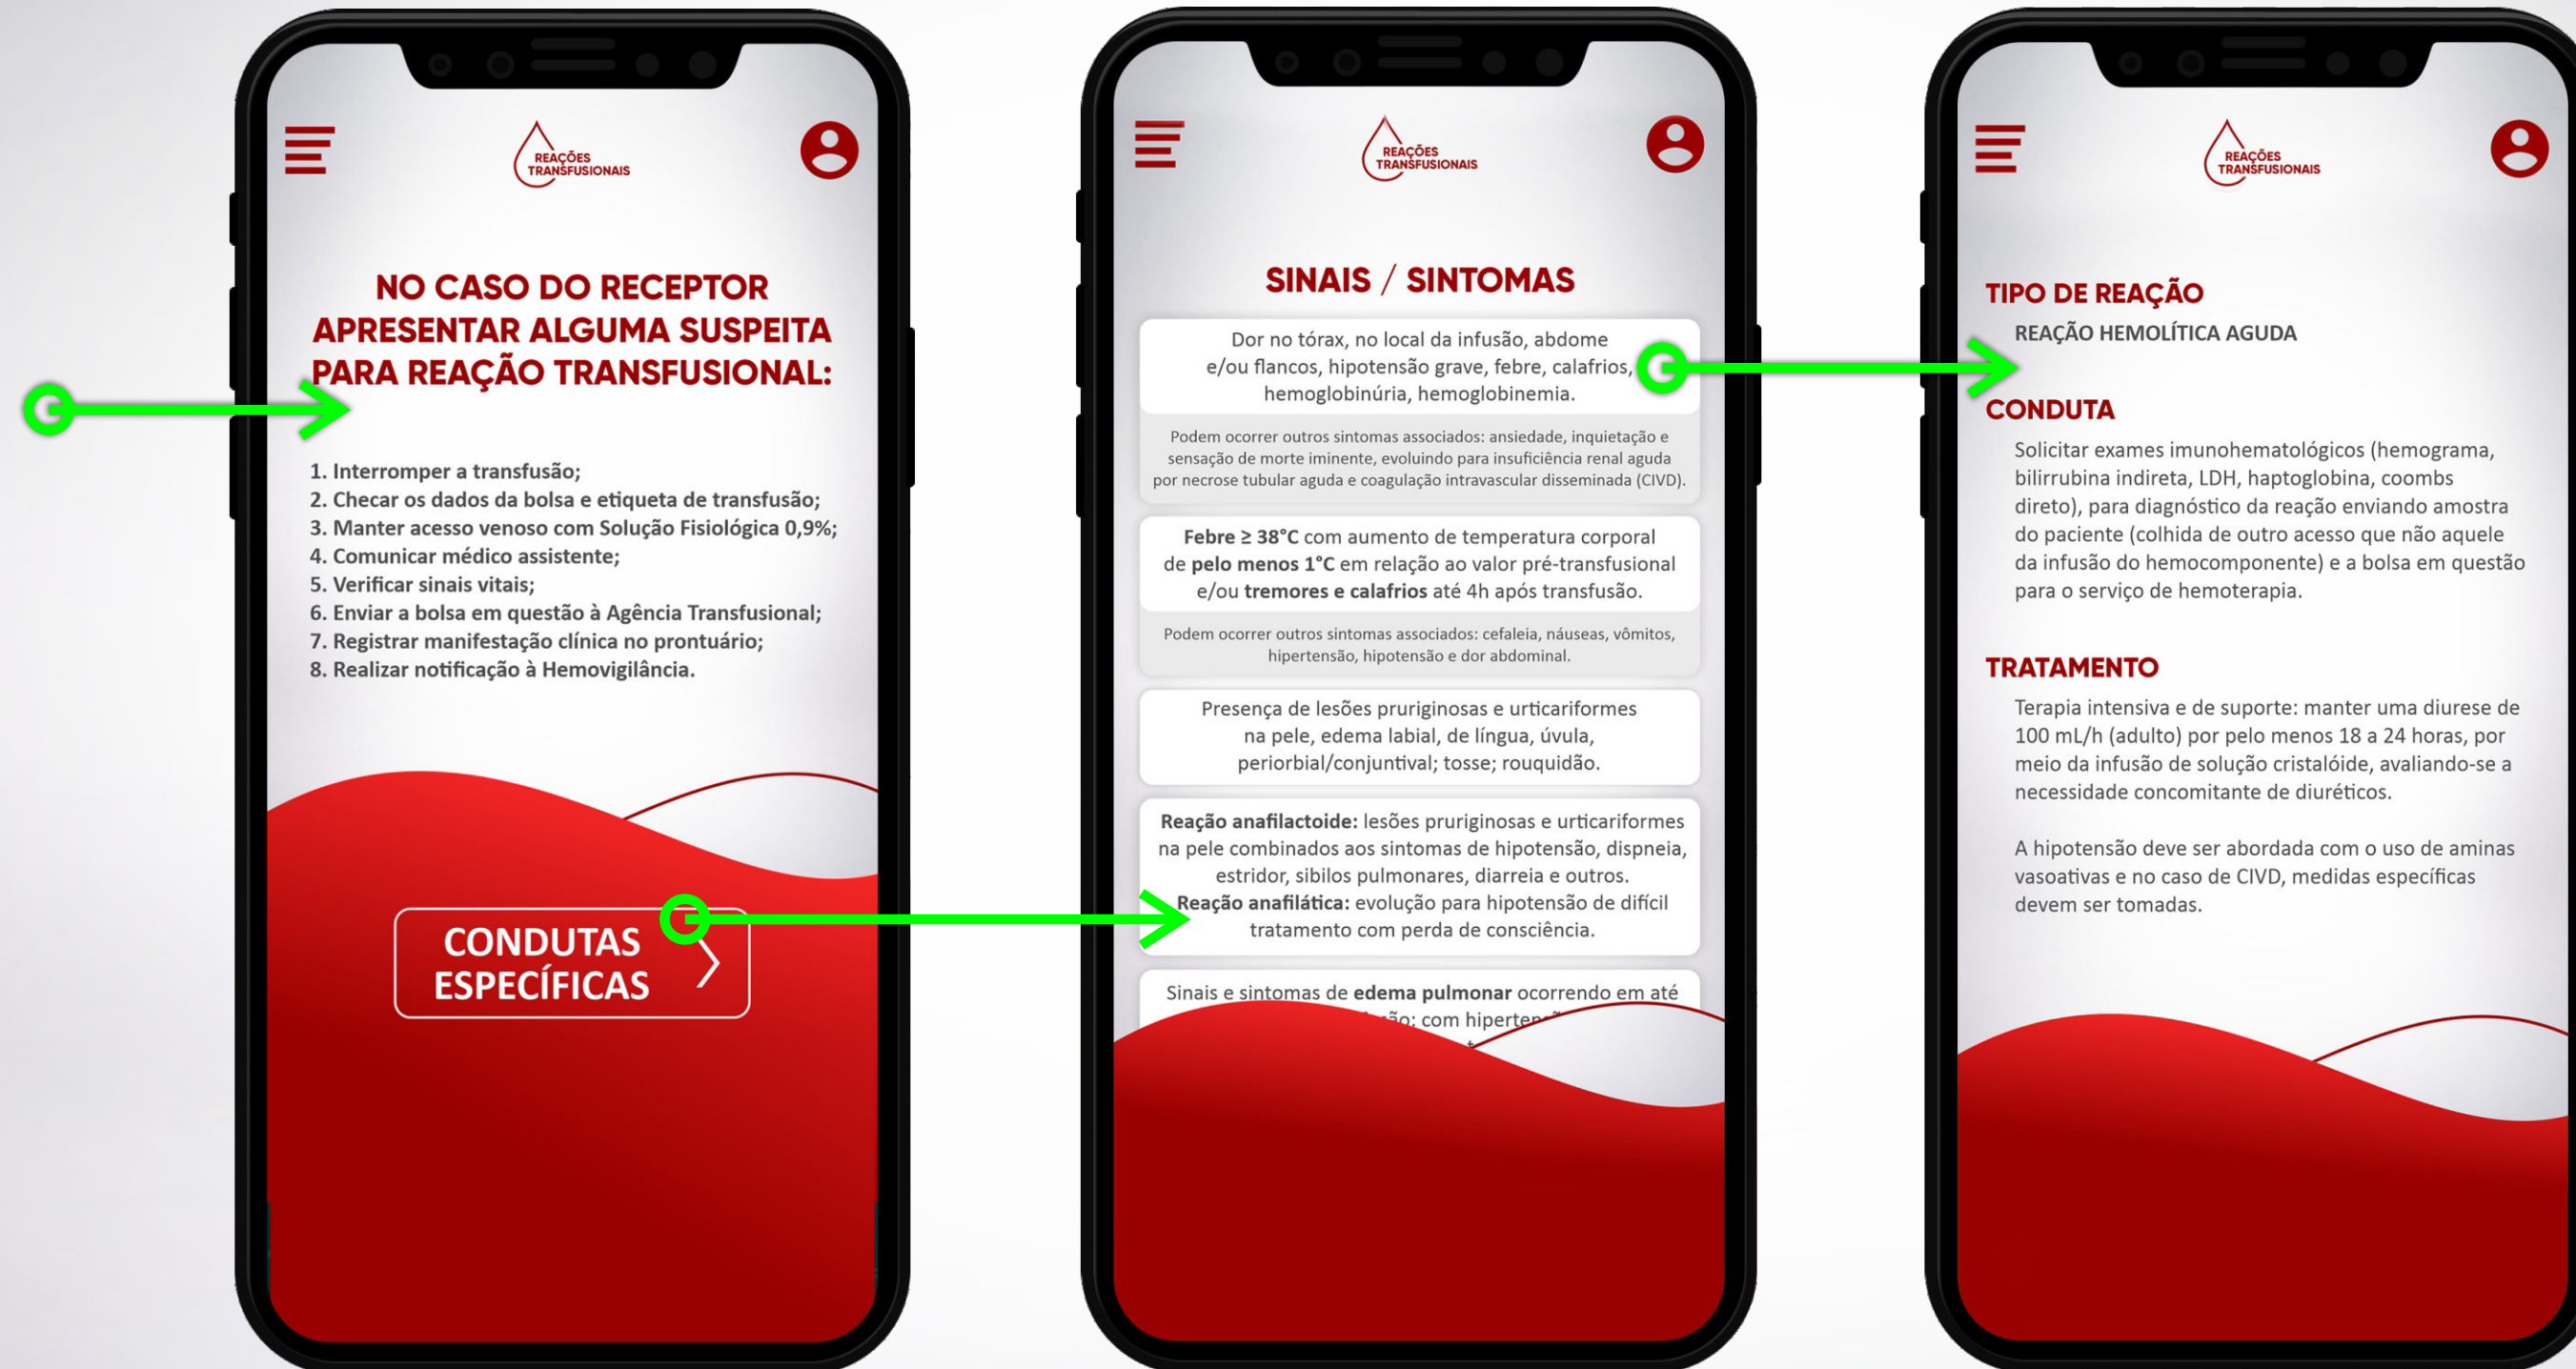 REAÇÕES
TRANSFUSIONAIS
NO CASO DO RECEPTOR
APRESENTAR ALGUMA SUSPEITA
PARA REAÇÃO TRANSFUSIONAL:
1. Interromper a transfusão;
2. Checar os dados da bolsa e etiqueta de transfusão;
3. Manter acesso venoso com Solução Fisiológica 0,9%;
4. Comunicar médico assistente;
5. Verificar sinais vitais;
6. Enviar a bolsa em questão à Agência Transfusional;
7. Registrar manifestação clínica no prontuário;
8. Realizar notificação à Hemovigilância.
CONDUTAS
ESPECÍFICAS
REAÇÕES
TRANSFUSIONAIS
SINAIS / SINTOMAS
Dor no tórax, no local da infusão, abdome
e/ou flancos, hipotensão grave, febre, calafrios,
hemoglobinúria, hemoglobinemia.
Podem ocorrer outros sintomas associados: ansiedade, inquietação e
sensação de morte iminente, evoluindo para insuficiência renal aguda
por necrose tubular aguda e coagulação intravascular disseminada (CIVD).
Febre ≥ 38°C com aumento de temperatura corporal
de pelo menos 1°C em relação ao valor pré-transfusional
e/ou tremores e calafrios até 4h após transfusão.
Podem ocorrer outros sintomas associados: cefaleia, náuseas, vômitos,
hipertensão, hipotensão e dor abdominal.
Presença de lesões pruriginosas e urticariformes
na pele, edema labial, de língua, úvula,
periorbial/conjuntival; tosse; rouquidão.
Reação anafilactoide: lesões pruriginosas e urticariformes
na pele combinados aos sintomas de hipotensão, dispneia,
estridor, sibilos pulmonares, diarreia e outros.
Reação anafilática: evolução para hipotensão de difícil
tratamento com perda de consciência.
Sinais e sintomas de edema pulmonar ocorrendo em até
com
REAÇÕES
TRANSFUSIONAIS
TIPO DE REAÇÃO
REAÇÃO HEMOLÍTICA AGUDA
CONDUTA
Solicitar exames imunohematológicos (hemograma,
bilirrubina indireta, LDH, haptoglobina, coombs
direto), para diagnóstico da reação enviando amostra
do paciente (colhida de outro acesso que não aquele
da infusão do hemocomponente) e a bolsa em questão
para o serviço de hemoterapia.
TRATAMENTO
Terapia intensiva e de suporte: manter uma diurese de
100 mL/h (adulto) por pelo menos 18 a 24 horas, por
meio da infusão de solução cristalóide, avaliando-se a
necessidade concomitante de diuréticos.
A hipotensão deve ser abordada com o uso de aminas
vasoativas e no caso de CIVD, medidas específicas
devem ser tomadas.